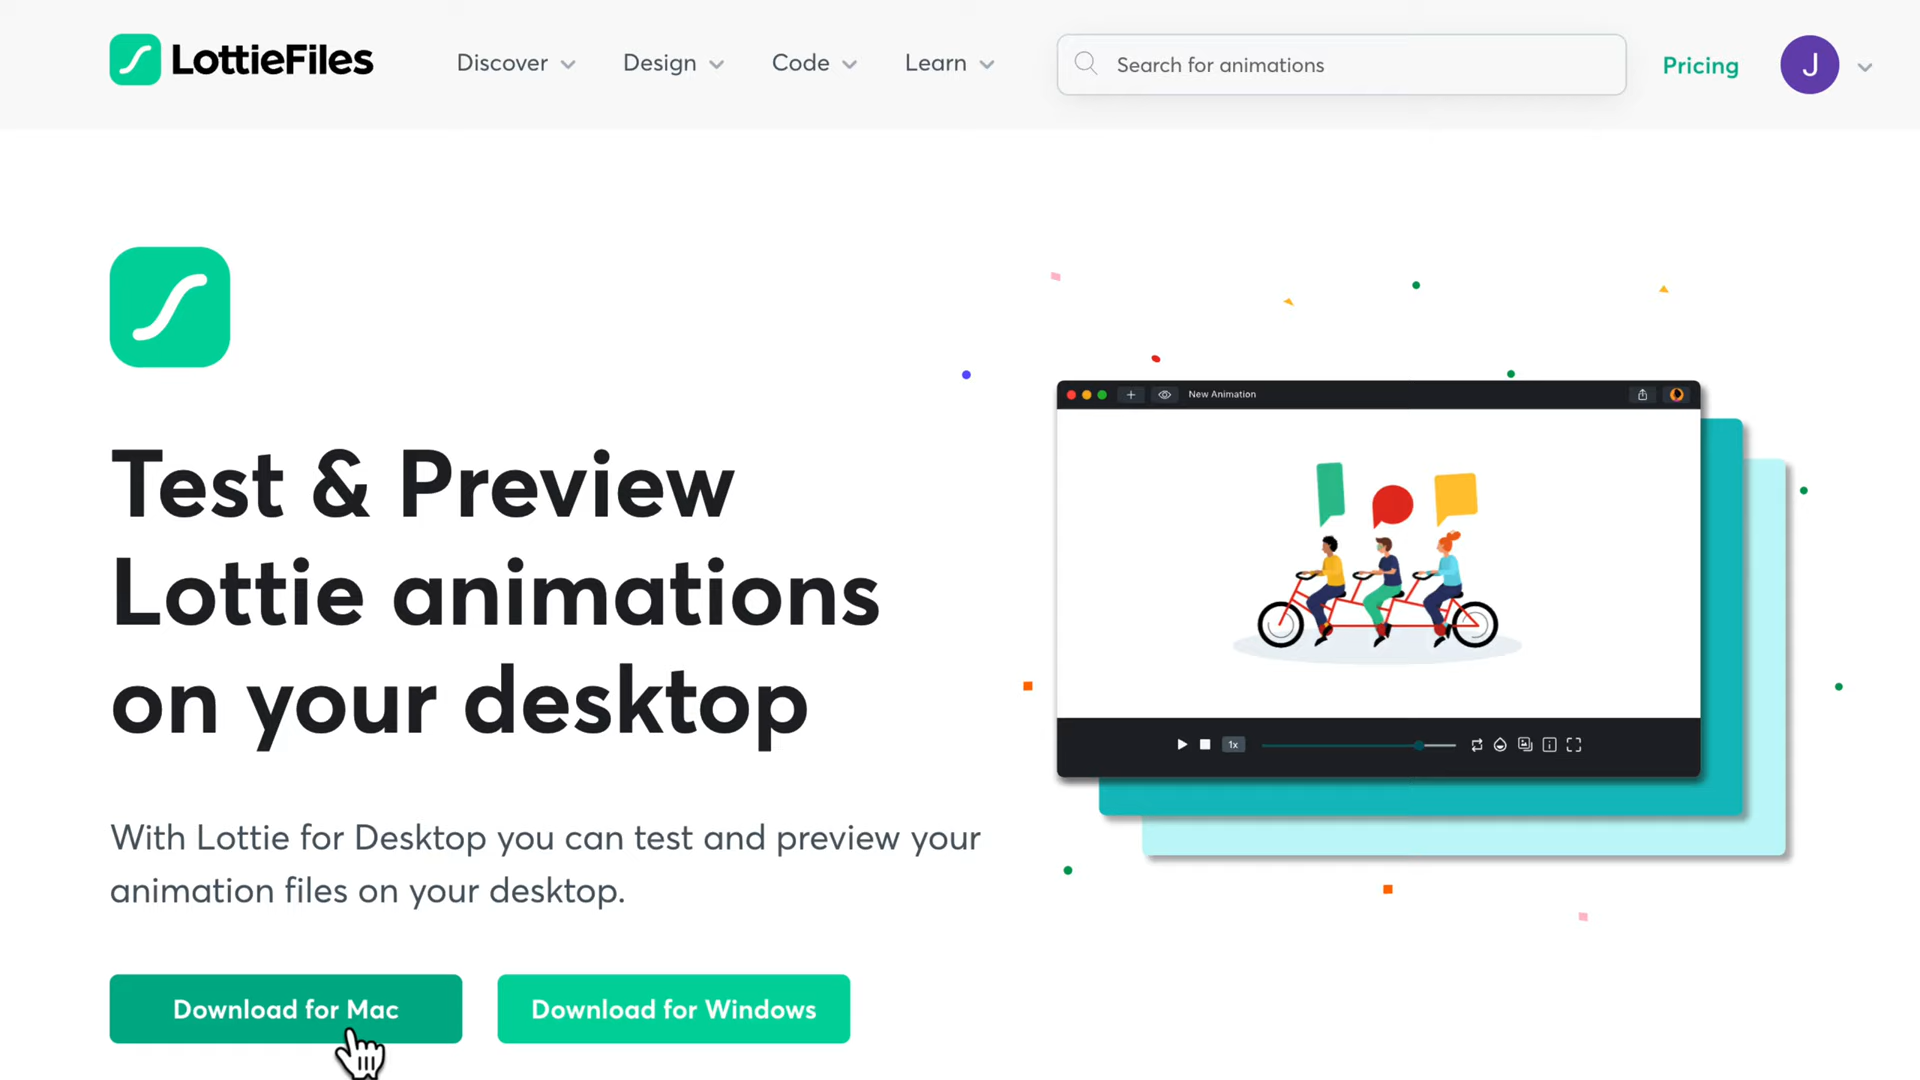 LottieFiles
Discover
Design
Code
Learn
Search for animations
Pricing
J
New Animation
Test & Preview
Lottie animations
on your desktop
1x
With Lottie for Desktop you can test and preview your
animation files on your desktop.
Download for Mac
Download for Windows